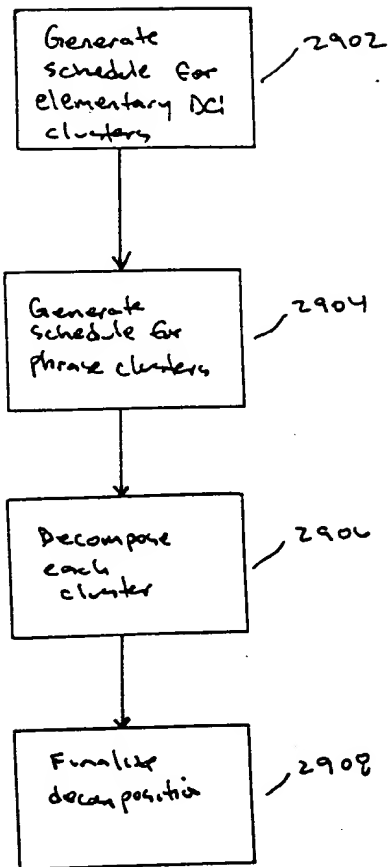 Generate
schedule for
elementary DCI
clusters
2902
Generate
schedule for
phrase clusters
2904
Decompose
each
cluster
2906
Finalize
decomposition
2908